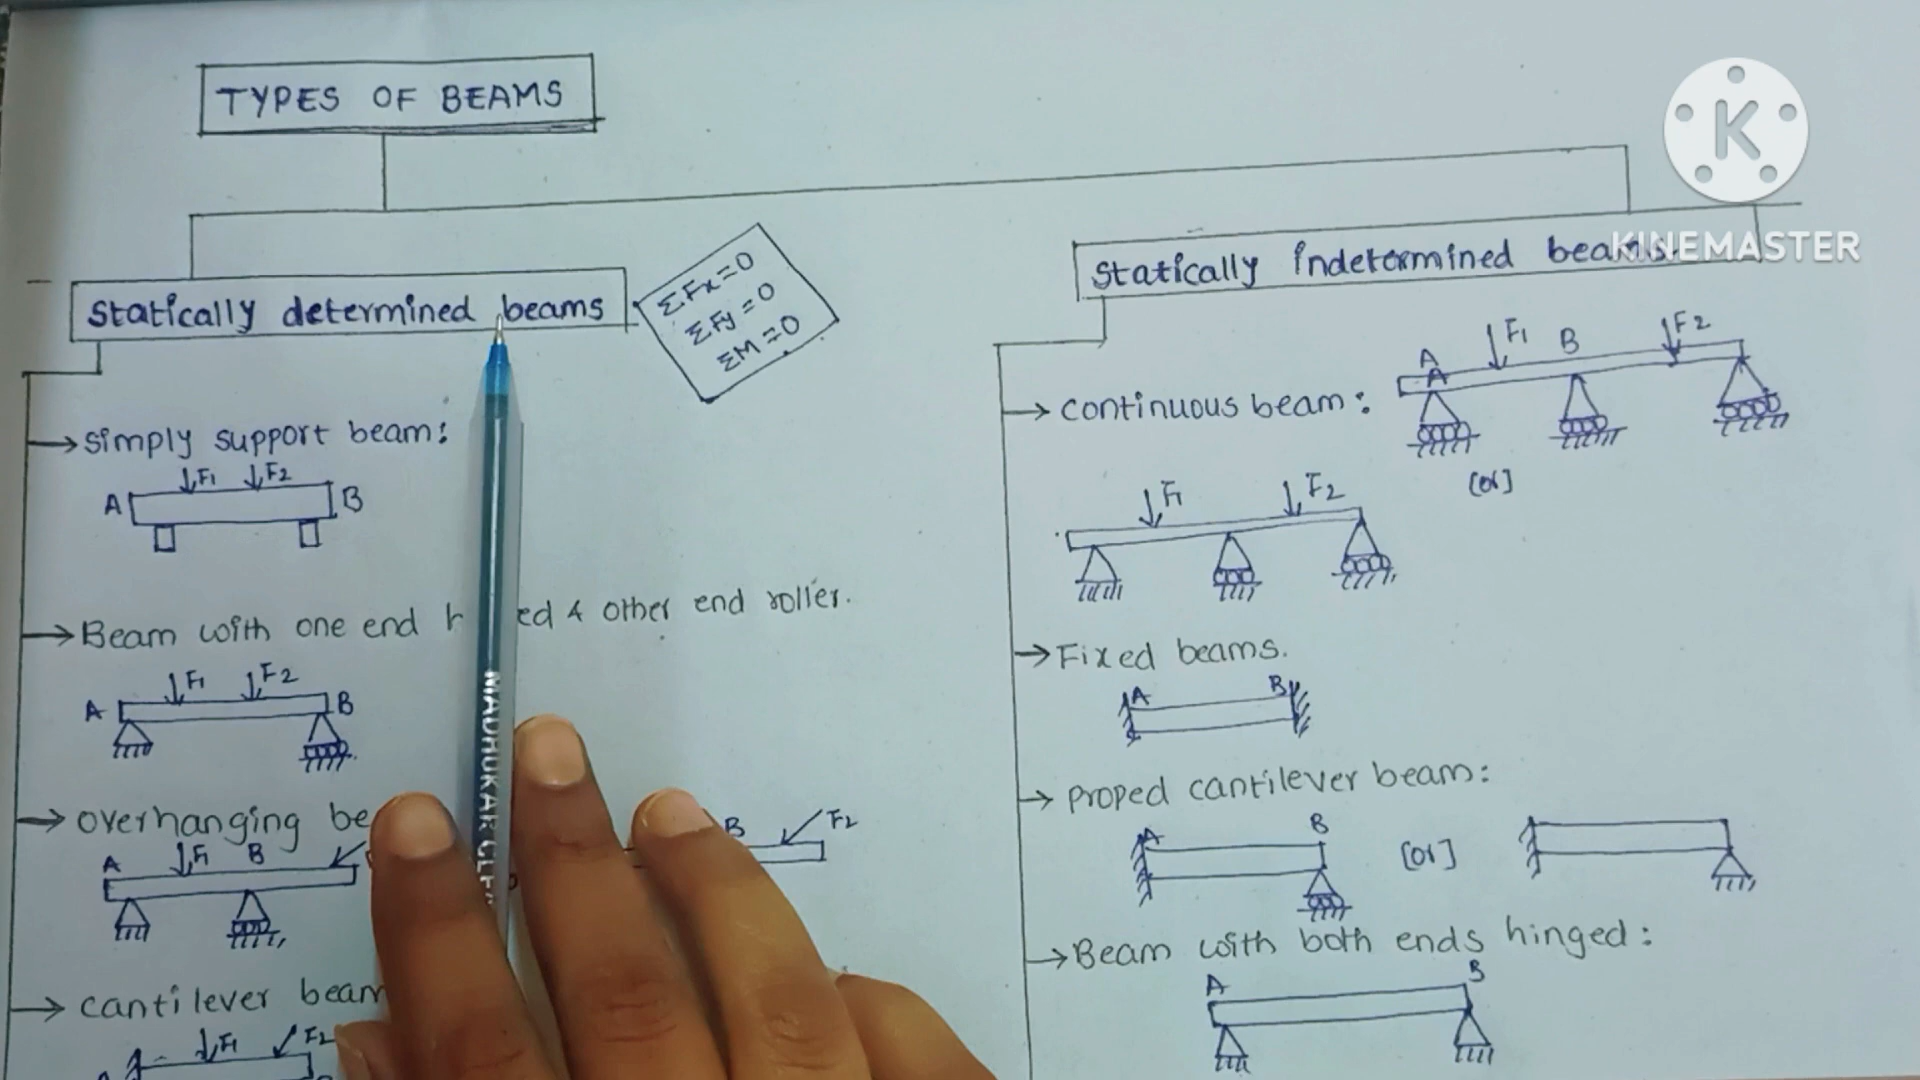 TYPES OF BEAMS
K
KINEMASTER
Statically determined beams
ΣFx=0
ΣFy=0
ΣM=0
simply support beam:
F1 F2
A B
Beam with one end ed & other end roller.
F1 F2
A B
overhanging
A F1 B
B F2
cantilever beam
F1 F2
MADHUKAR
Statically indetermined beams.
continuous beam:
A F1 B F2
A
[or]
F1 F2
Fixed beams.
A B
proped cantilever beam:
A B
[or]
Beam with both ends hinged:
A B